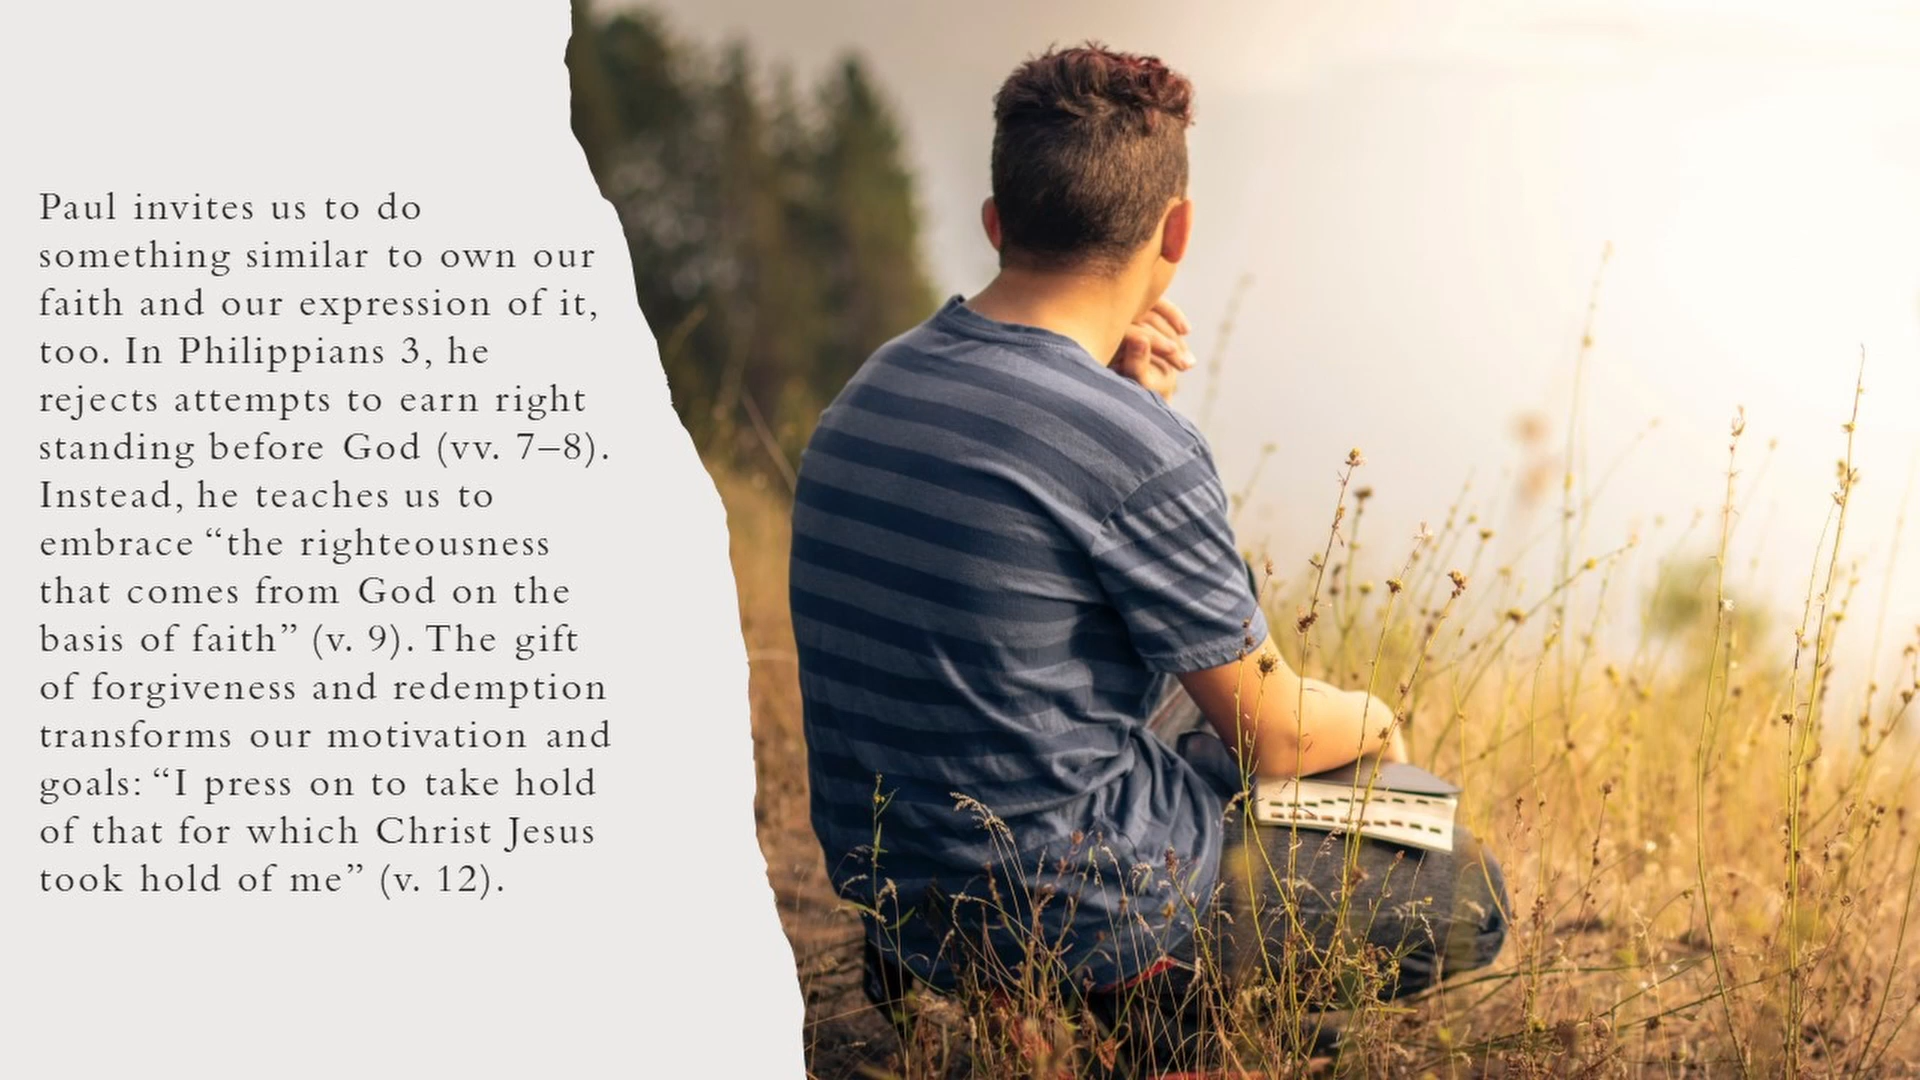 Paul invites us to do
something similar to own our
faith and our expression of it,
too. In Philippians 3, he
rejects attempts to earn right
standing before God (vv. 7–8).
Instead, he teaches us to
embrace “the righteousness
that comes from God on the
basis of faith” (v. 9). The gift
of forgiveness and redemption
transforms our motivation and
goals: “I press on to take hold
of that for which Christ Jesus
took hold of me” (v. 12).